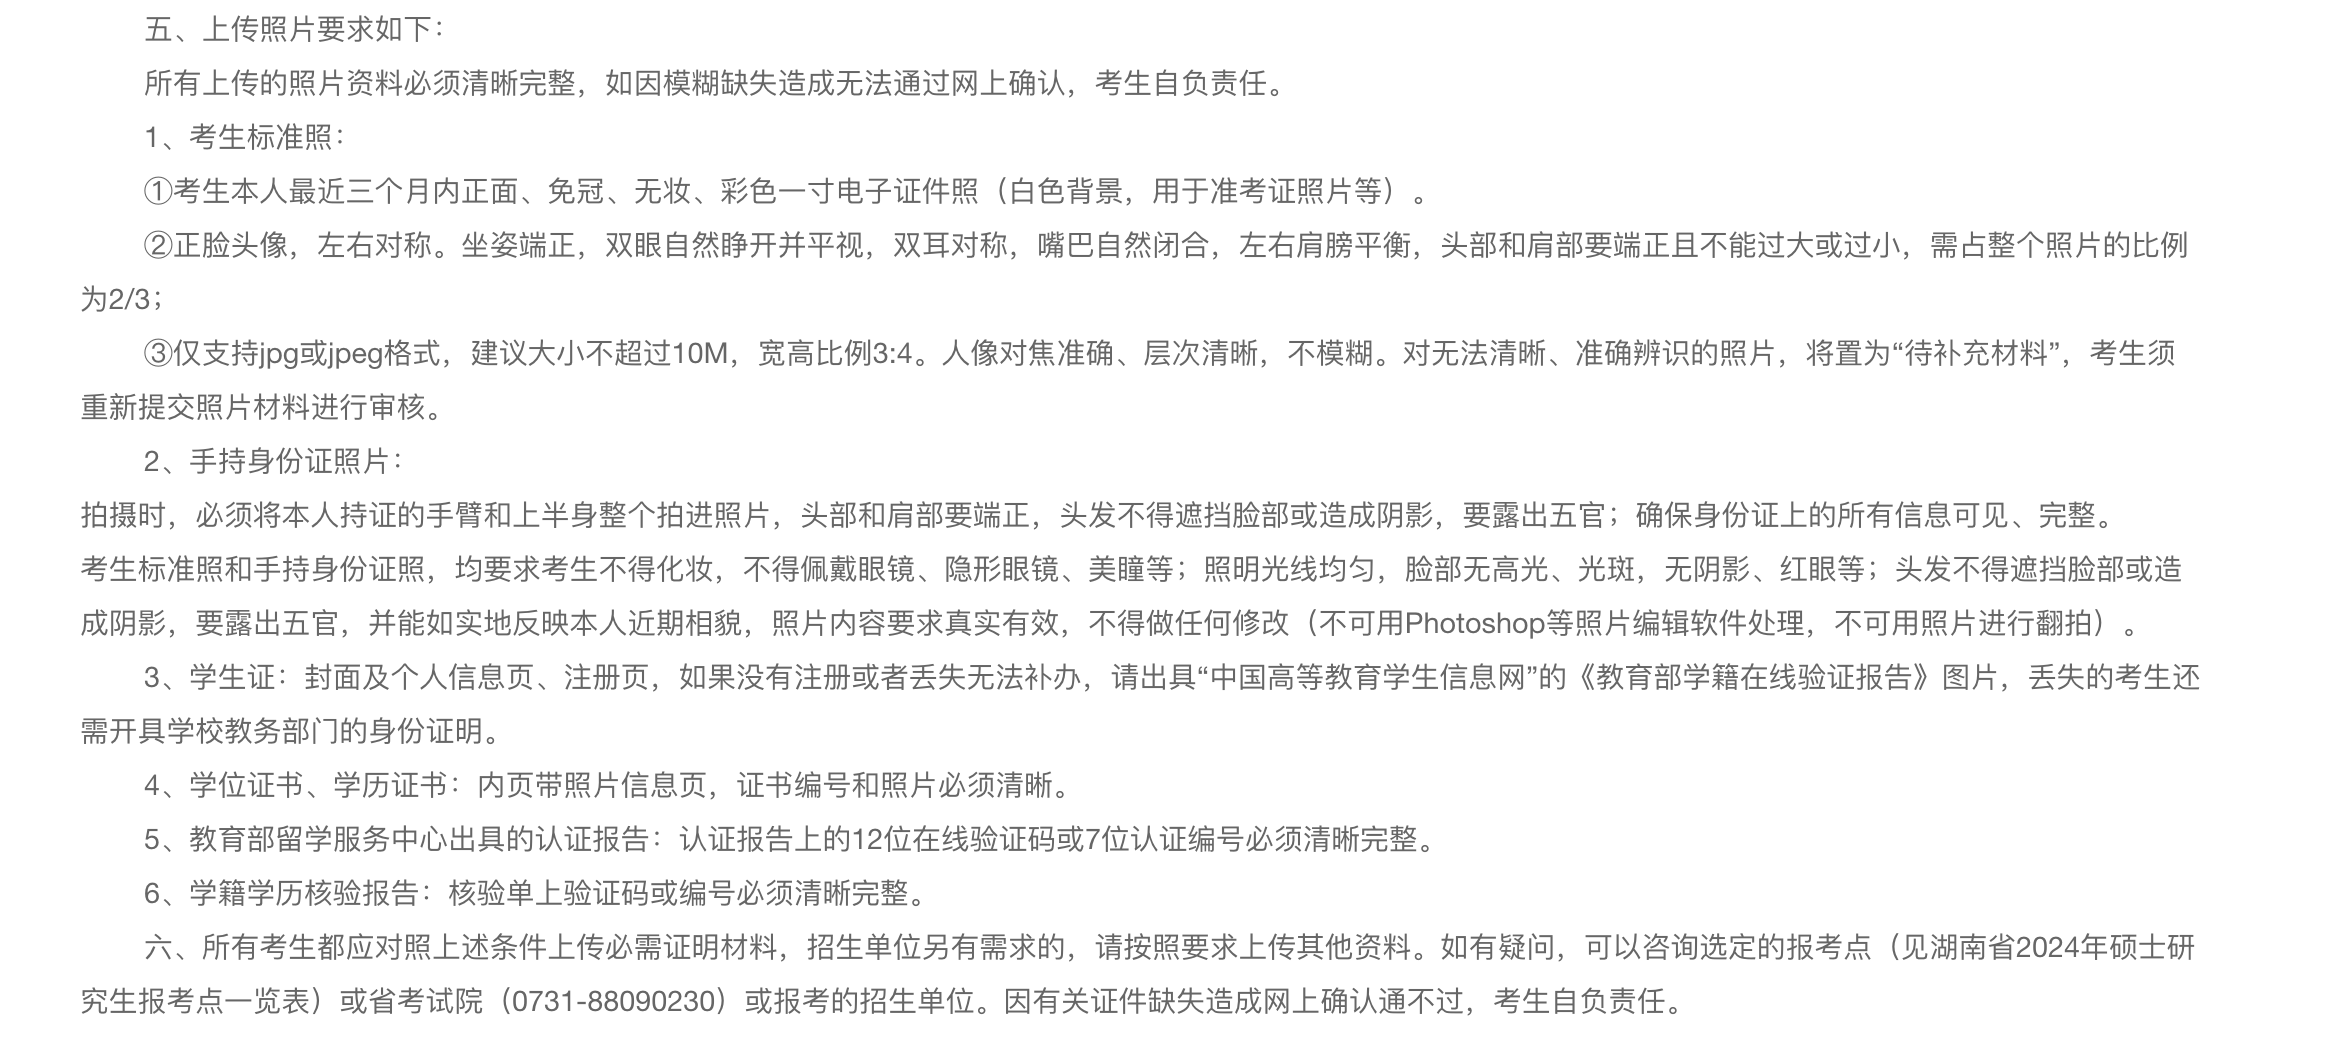 五、上传照片要求如下：
所有上传的照片资料必须清晰完整，如因模糊缺失造成无法通过网上确认，考生自负责任。
1、考生标准照：
①考生本人最近三个月内正面、免冠、无妆、彩色一寸电子证件照（白色背景，用于准考证照片等）。
②正脸头像，左右对称。坐姿端正，双眼自然睁开并平视，双耳对称，嘴巴自然闭合，左右肩膀平衡，头部和肩部要端正且不能过大或过小，需占整个照片的比例
为2/3；
③仅支持jpg或jpeg格式，建议大小不超过10M，宽高比例3:4。人像对焦准确、层次清晰，不模糊。对无法清晰、准确辨识的照片，将置为“待补充材料”，考生须
重新提交照片材料进行审核。
2、手持身份证照片：
拍摄时，必须将本人持证的手臂和上半身整个拍进照片，头部和肩部要端正，头发不得遮挡脸部或造成阴影，要露出五官；确保身份证上的所有信息可见、完整。
考生标准照和手持身份证照，均要求考生不得化妆，不得佩戴眼镜、隐形眼镜、美瞳等；照明光线均匀，脸部无高光、光斑，无阴影、红眼等；头发不得遮挡脸部或造
成阴影，要露出五官，并能如实地反映本人近期相貌，照片内容要求真实有效，不得做任何修改（不可用Photoshop等照片编辑软件处理，不可用照片进行翻拍）。
3、学生证：封面及个人信息页、注册页，如果没有注册或者丢失无法补办，请出具“中国高等教育学生信息网”的《教育部学籍在线验证报告》图片，丢失的考生还
需开具学校教务部门的身份证明。
4、学位证书、学历证书：内页带照片信息页，证书编号和照片必须清晰。
5、教育部留学服务中心出具的认证报告：认证报告上的12位在线验证码或7位认证编号必须清晰完整。
6、学籍学历核验报告：核验单上验证码或编号必须清晰完整。
六、所有考生都应对照上述条件上传必需证明材料，招生单位另有需求的，请按照要求上传其他资料。如有疑问，可以咨询选定的报考点（见湖南省2024年硕士研
究生报考点一览表）或省考试院（0731-88090230）或报考的招生单位。因有关证件缺失造成网上确认通不过，考生自负责任。